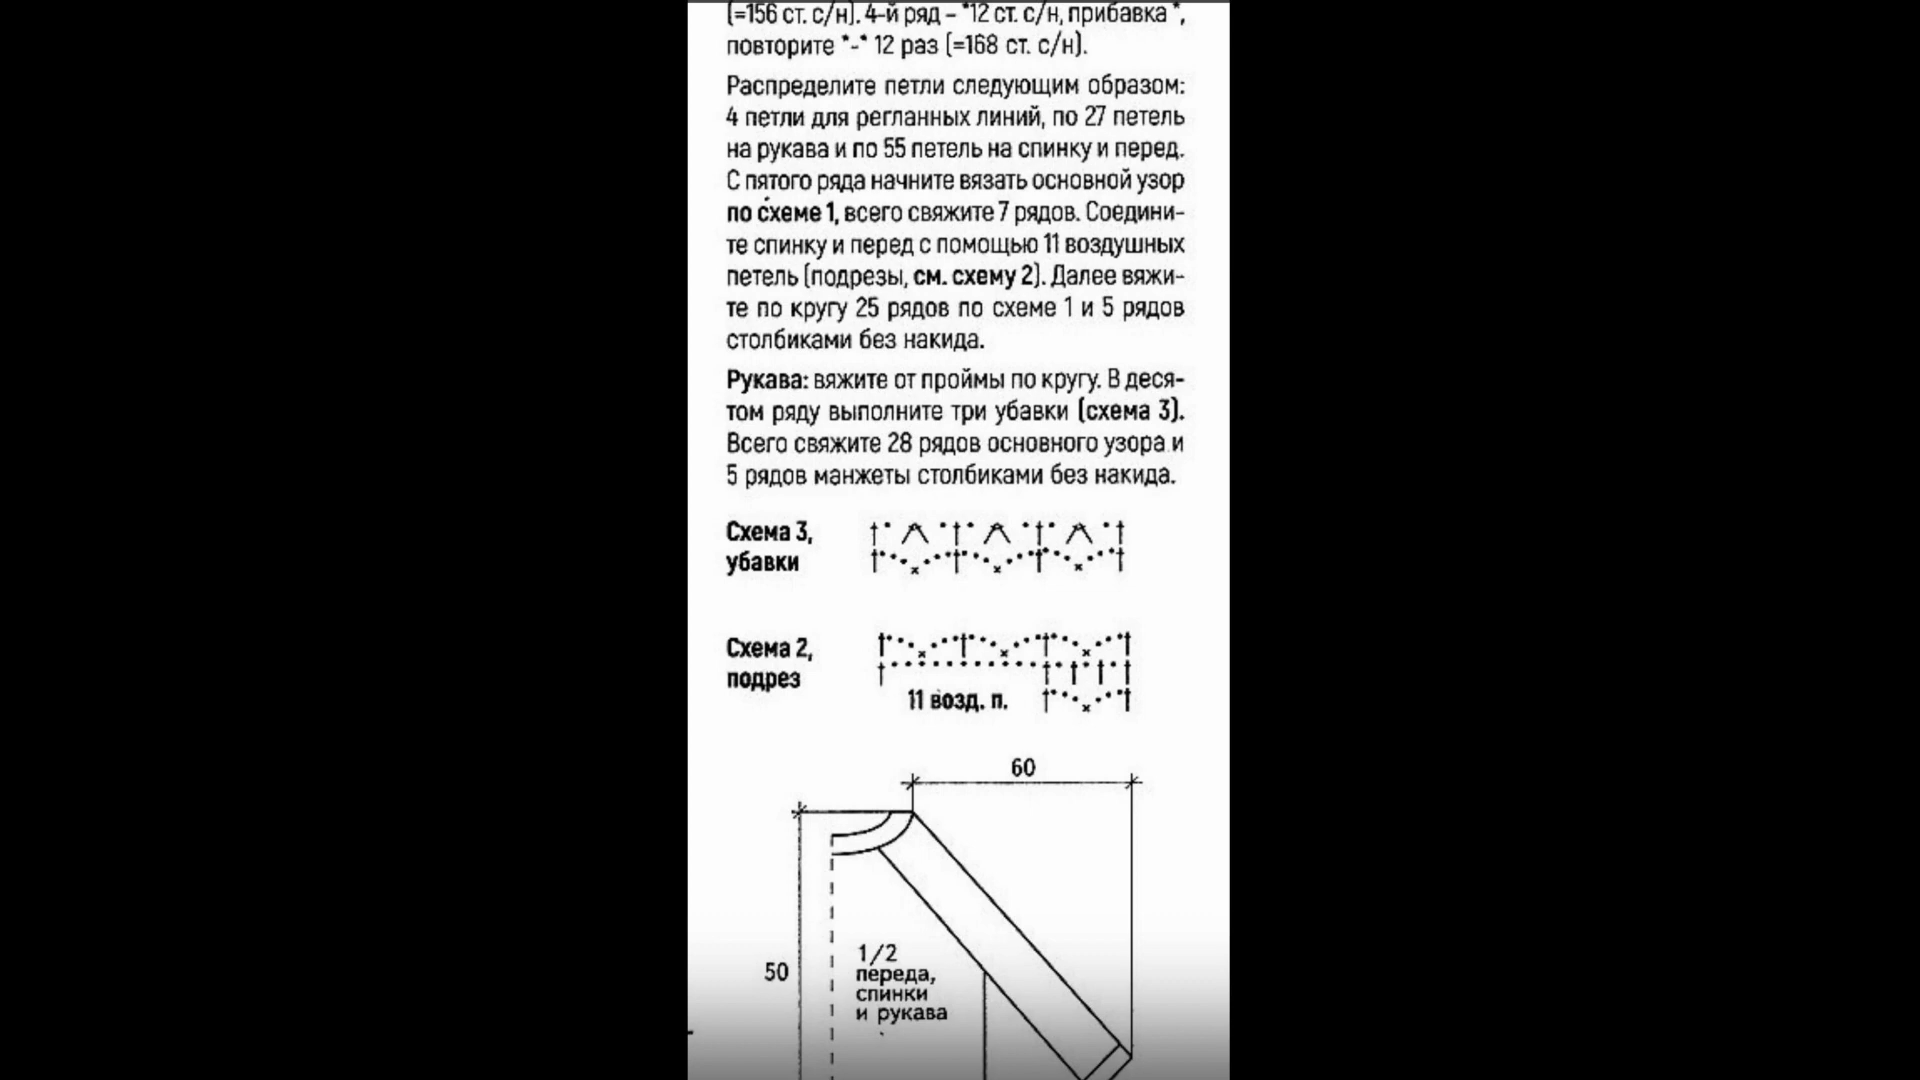 (=156 ст. с/н). 4-й ряд – *12 ст. с/н, прибавка *,
повторите *-* 12 раз (=168 ст. с/н).
Распределите петли следующим образом:
4 петли для регланных линий, по 27 петель
на рукава и по 55 петель на спинку и перед.
С пятого ряда начните вязать основной узор
по схеме 1, всего свяжите 7 рядов. Соедини-
те спинку и перед с помощью 11 воздушных
петель (подрезы, см. схему 2). Далее вяжи-
те по кругу 25 рядов по схеме 1 и 5 рядов
столбиками без накида.
Рукава: вяжите от проймы по кругу. В деся-
том ряду выполните три убавки (схема 3).
Всего свяжите 28 рядов основного узора и
5 рядов манжеты столбиками без накида.
Схема 3,
убавки
Схема 2,
подрез
11 возд. п.
60
50
1/2
переда,
спинки
и рукава